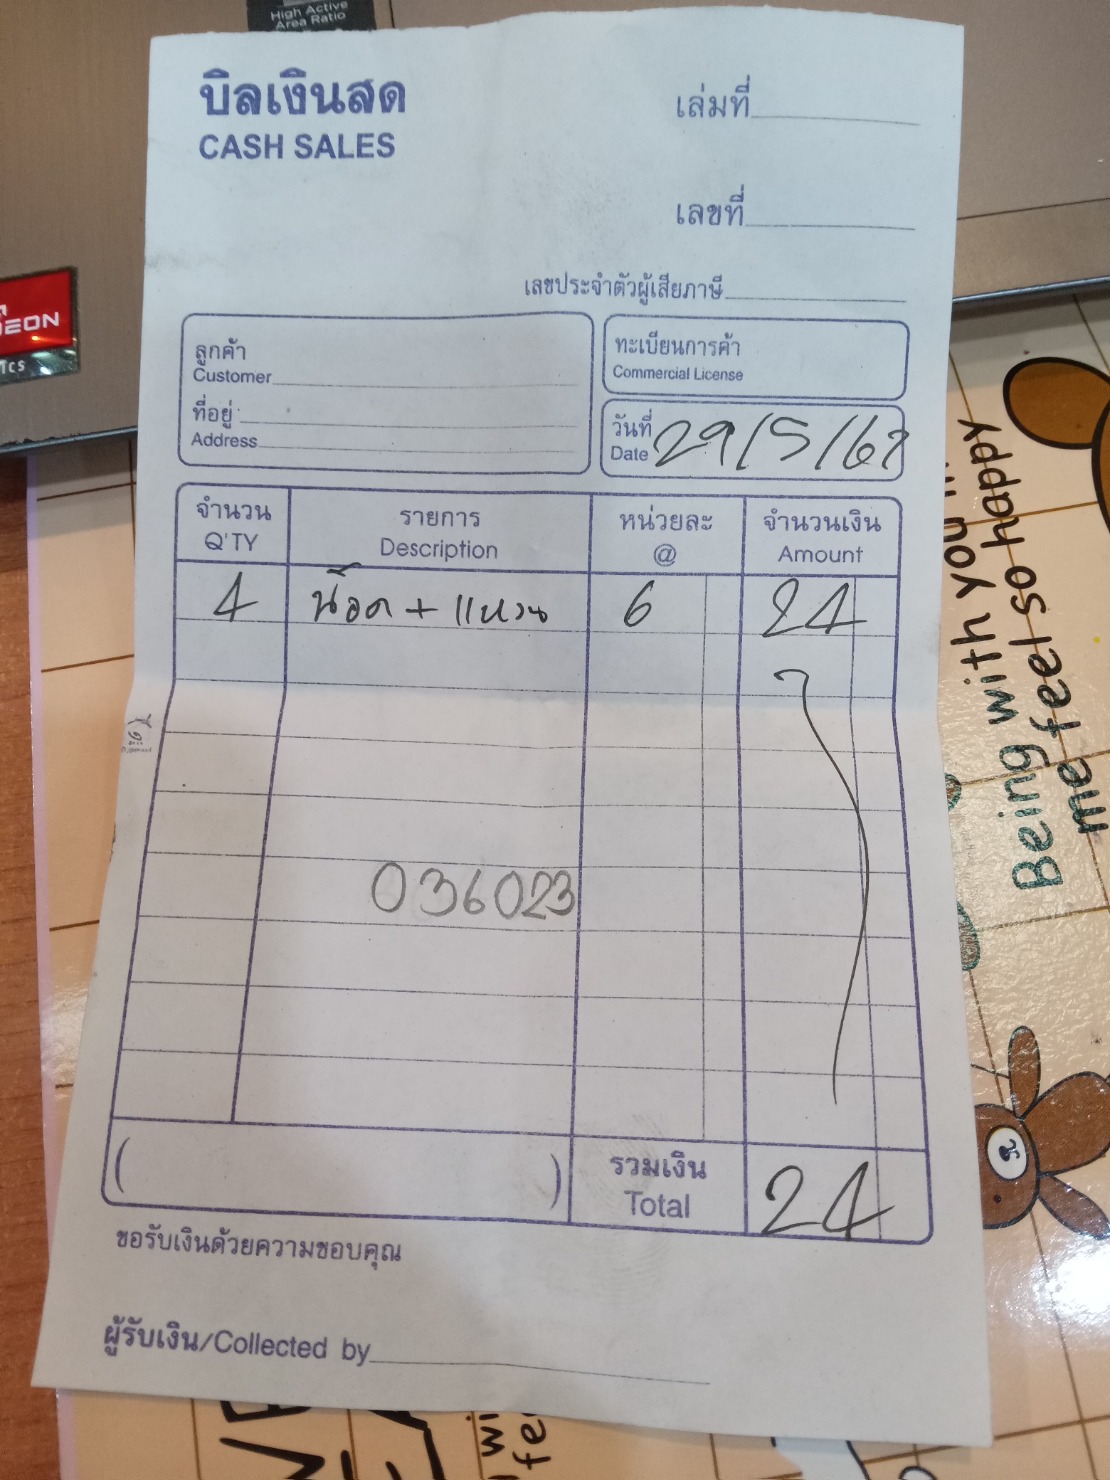 High Active
Area Ratio
บิลเงินสด
CASH SALES
เล่มที่
เลขที่
เลขประจำตัวผู้เสียภาษี
ลูกค้า
Customer
ที่อยู่
Address
ทะเบียนการค้า
Commercial License
วันที่
Date 29/5/67
จำนวน รายการ หน่วยละ จำนวนเงิน
Q'TY Description @ Amount
4 น็อต + แหวน 6 24
036023
( )
รวมเงิน
Total 24
ขอรับเงินด้วยความขอบคุณ
ผู้รับเงิน/Collected by
Being with you
me feel so happy